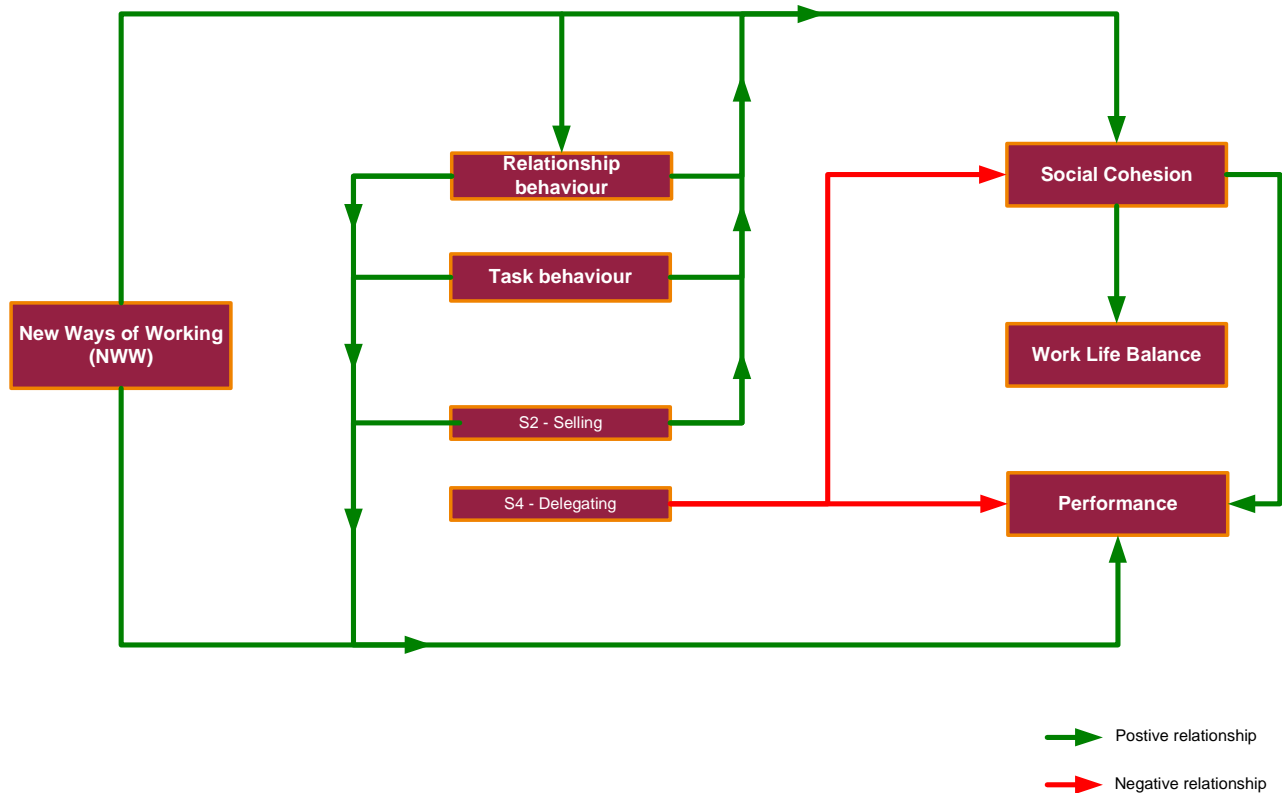 Relationship
behaviour
Social Cohesion
Task behaviour
New Ways of Working
(NWW)
Work Life Balance
S2 - Selling
S4 - Delegating
Performance
Postive relationship
Negative relationship